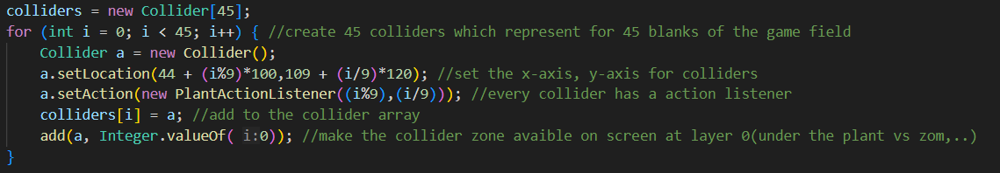 colliders = new Collider[45];
for (int i = 0; i < 45; i++) { //create 45 colliders which represent for 45 blanks of the game field
Collider a = new Collider();
a.setLocation(44 + (i%9)*100,109 + (i/9)*120); //set the x-axis, y-axis for colliders
a.setAction(new PlantActionListener((i%9),(i/9))); //every collider has a action listener
colliders[i] = a; //add to the collider array
add(a, Integer.valueOf( i:0)); //make the collider zone avaible on screen at layer 0(under the plant vs zom,..)
}